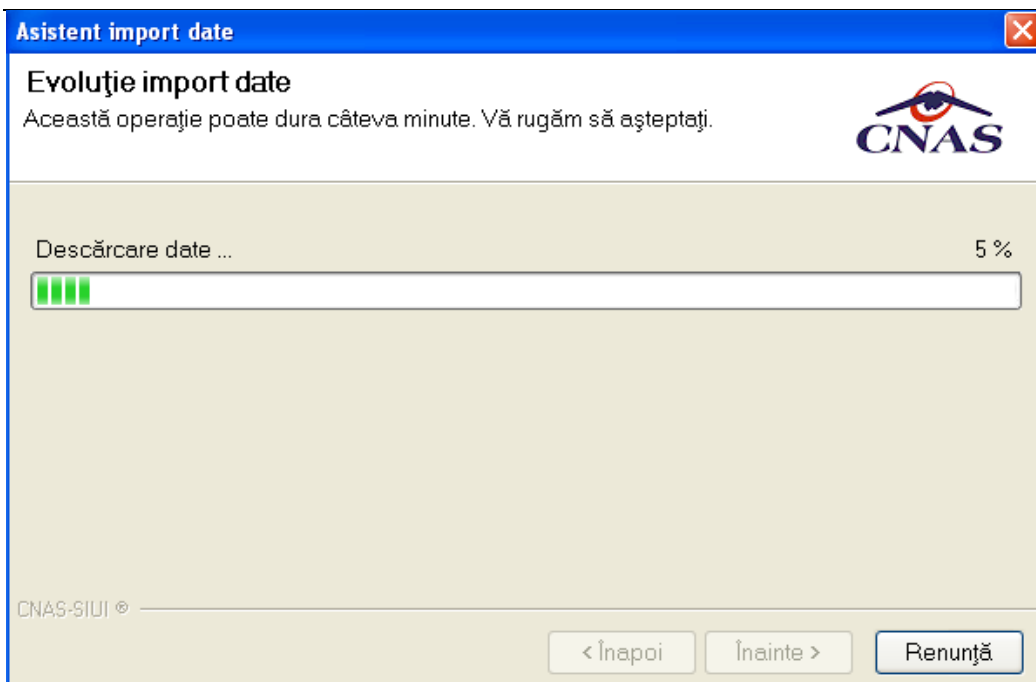 Asistent import date
Evoluţie import date
Această operaţie poate dura câteva minute. Vă rugăm să aşteptaţi.
CNAS
Descărcare date ... 5 %
CNAS-SIUI ®
< Înapoi Înainte > Renunţă